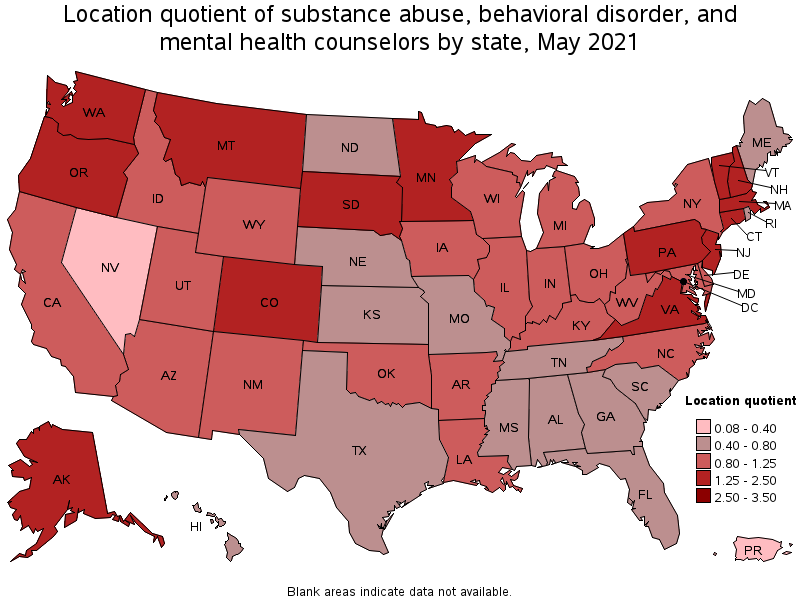 Location quotient of substance abuse, behavioral disorder, and
mental health counselors by state, May 2021
WA
MT
ND
MN
ME
OR
ID
SD
WI
MI
NY
VT
NH
MA
RI
CT
WY
IA
NE
PA
NJ
NV
UT
CO
IL
IN
OH
DE
MD
DC
CA
KS
MO
WV
VA
KY
AZ
NM
OK
AR
TN
NC
SC
TX
LA
MS
AL
GA
FL
AK
HI
PR
Location quotient
0.08 - 0.40
0.40 - 0.80
0.80 - 1.25
1.25 - 2.50
2.50 - 3.50
Blank areas indicate data not available.